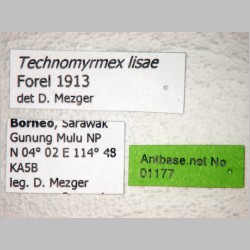 Technomyrmex lisae
Forel 1913
det D. Mezger
Borneo, Sarawak
Gunung Mulu NP
N 04° 02 E 114° 48
KA5B
leg. D. Mezger
Antbase.net No
01177